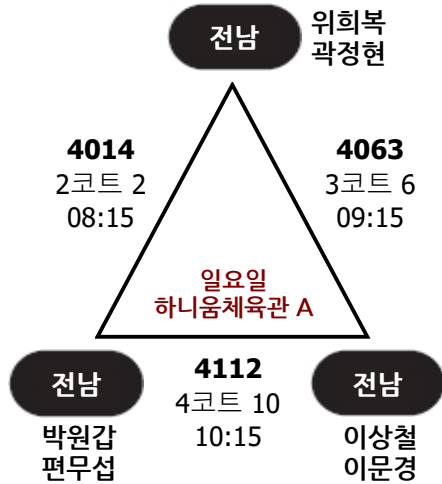 전남
위희복
곽정현
4014
2코트 2
08:15
4063
3코트 6
09:15
일요일
하니움체육관 A
전남
박원갑
편무섭
4112
4코트 10
10:15
전남
이상철
이문경